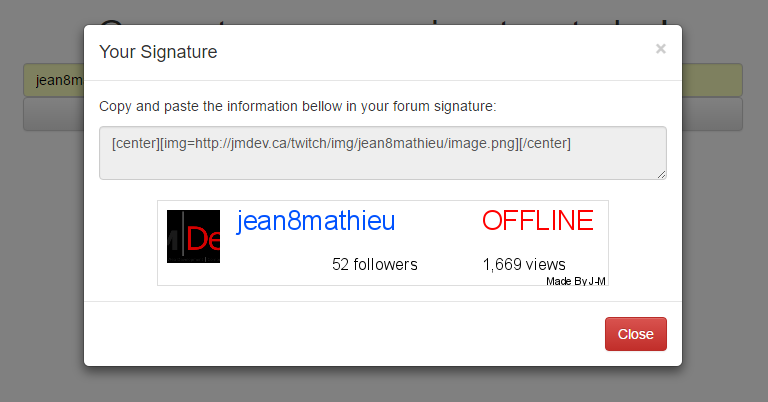 jean8m
Your Signature
×
Copy and paste the information bellow in your forum signature:
[center][img=http://jmdev.ca/twitch/img/jean8mathieu/image.png][/center]
De
jean8mathieu OFFLINE
52 followers 1,669 views
Made By J-M
Close